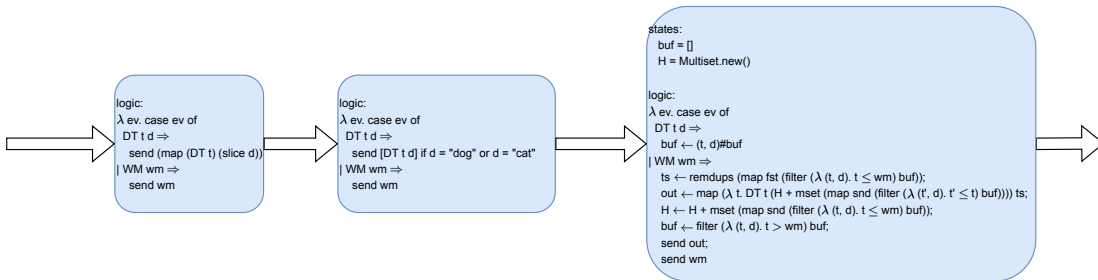 logic:
λ ev. case ev of
DT t d ⇒
send (map (DT t) (slice d))
| WM wm ⇒
send wm
logic:
λ ev. case ev of
DT t d ⇒
send [DT t d] if d = "dog" or d = "cat"
| WM wm ⇒
send wm
states:
buf = []
H = Multiset.new()
logic:
λ ev. case ev of
DT t d ⇒
buf ← (t, d)#buf
| WM wm ⇒
ts ← remdups (map fst (filter (λ (t, d). t ≤ wm) buf));
out ← map (λ t. DT t (H + mset (map snd (filter (λ (t', d). t' ≤ t) buf)))) ts;
H ← H + mset (map snd (filter (λ (t, d). t ≤ wm) buf));
buf ← filter (λ (t, d). t > wm) buf;
send out;
send wm